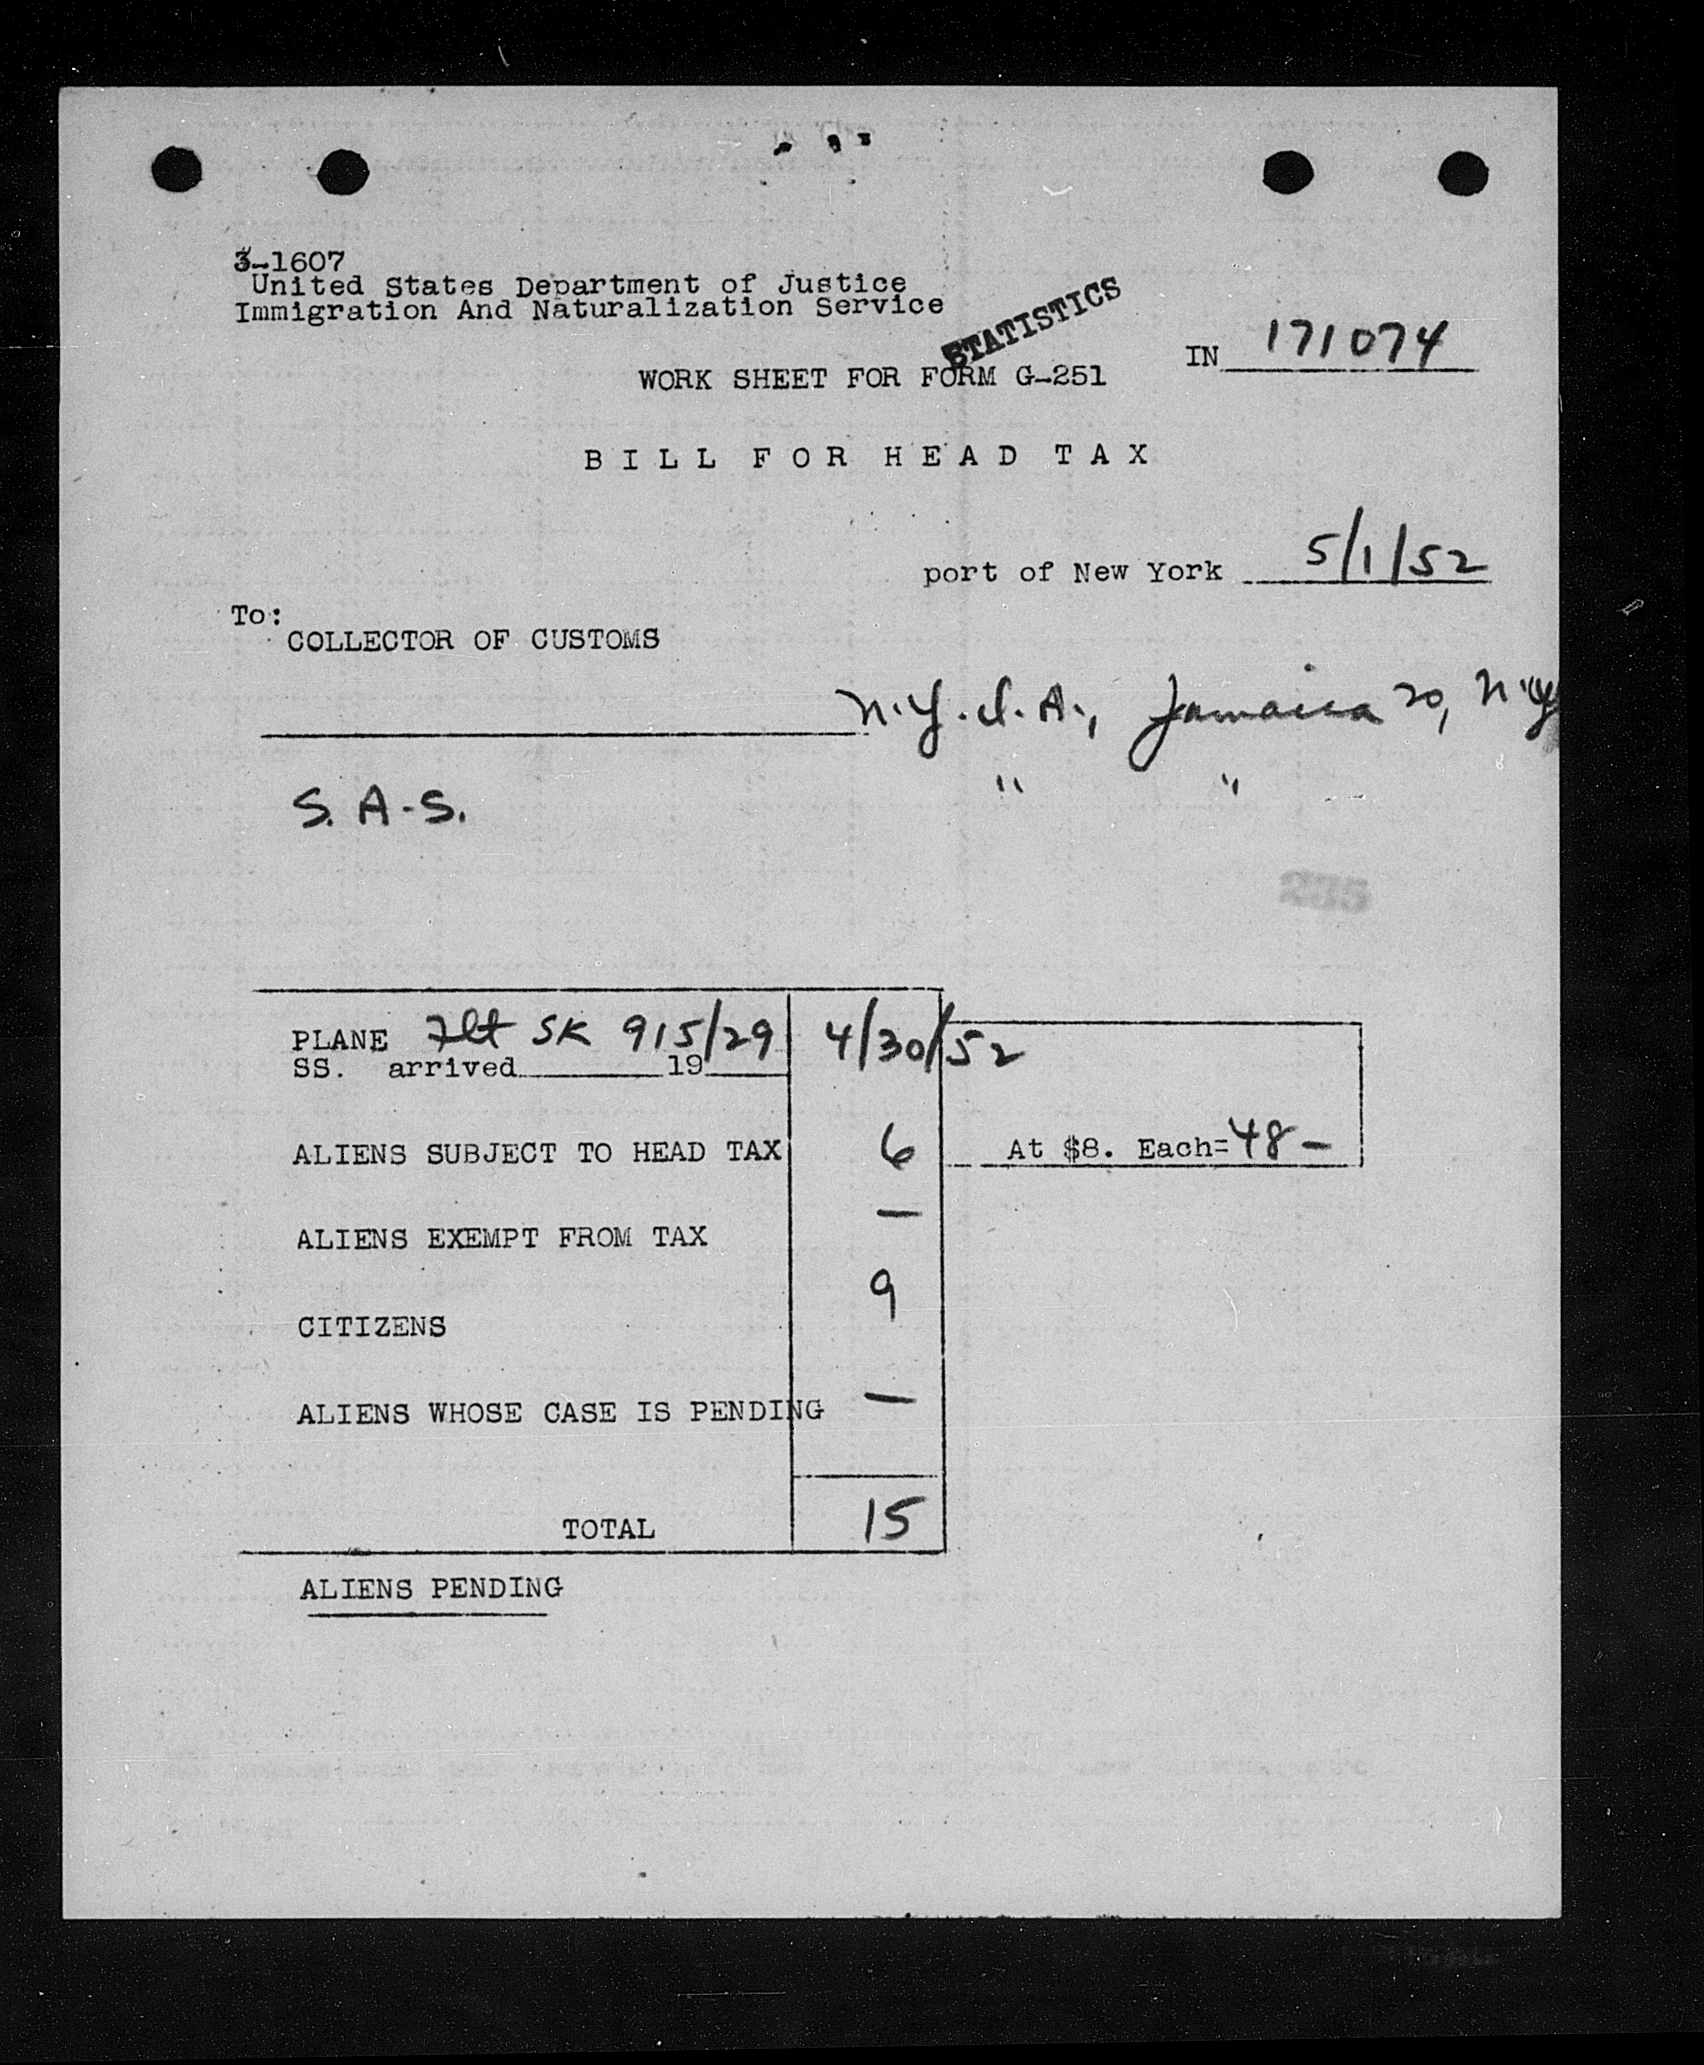 3-1607
United States Department of Justice
Immigration And Naturalization Service
STATISTICS
IN 171074
WORK SHEET FOR FORM G-251
BILL FOR HEAD TAX
port of New York 5/1/52
To:
COLLECTOR OF CUSTOMS
N.Y.I.A., Jamaica 20, N.Y
S. A. S. " "
235
PLANE Flt SK 915/29 4/30/52
SS. arrived 19
ALIENS SUBJECT TO HEAD TAX 6 At $8. Each= 48 —
ALIENS EXEMPT FROM TAX —
CITIZENS 9
ALIENS WHOSE CASE IS PENDING —
TOTAL 15
ALIENS PENDING